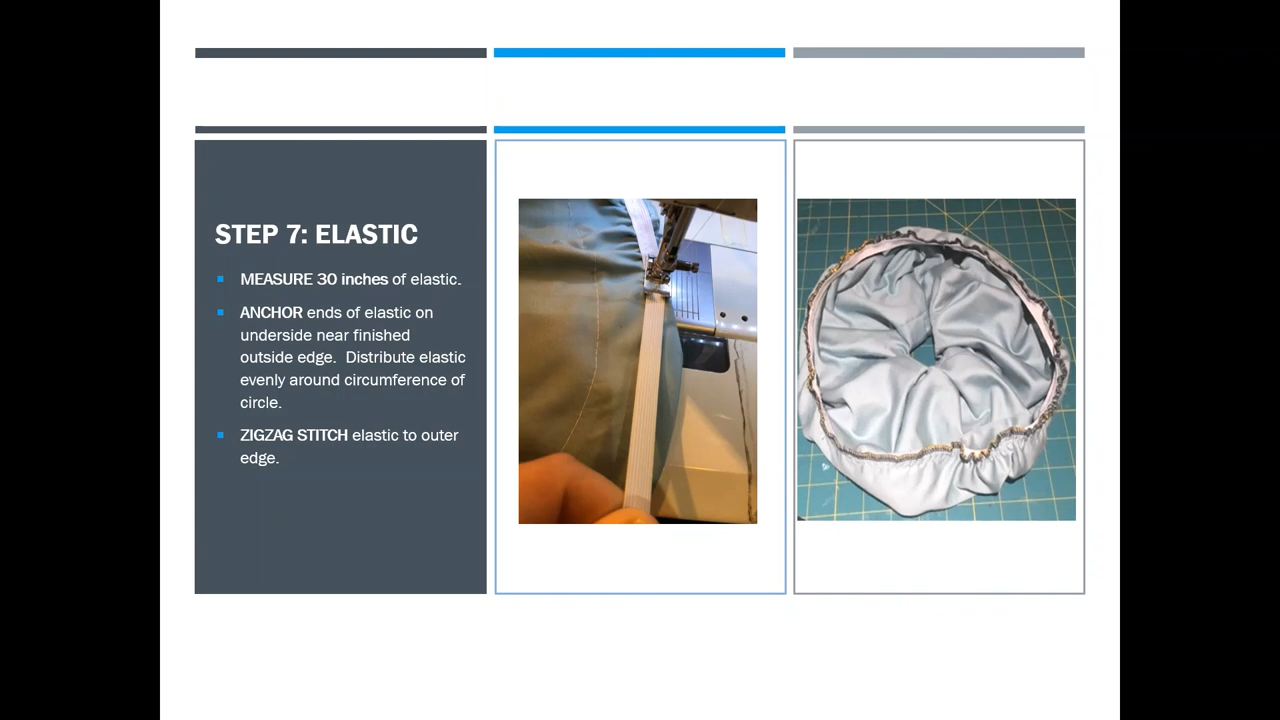 STEP 7: ELASTIC
MEASURE 30 inches of elastic.
ANCHOR ends of elastic on
underside near finished
outside edge.  Distribute elastic
evenly around circumference of
circle.
ZIGZAG STITCH elastic to outer
edge.